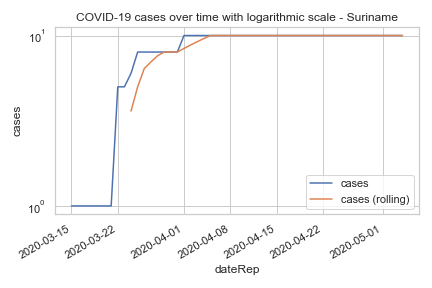 COVID-19 cases over time with logarithmic scale - Suriname
10¹
cases
10⁰
cases
cases (rolling)
2020-03-15
2020-03-22
2020-04-01
2020-04-08
2020-04-15
2020-04-22
2020-05-01
dateRep